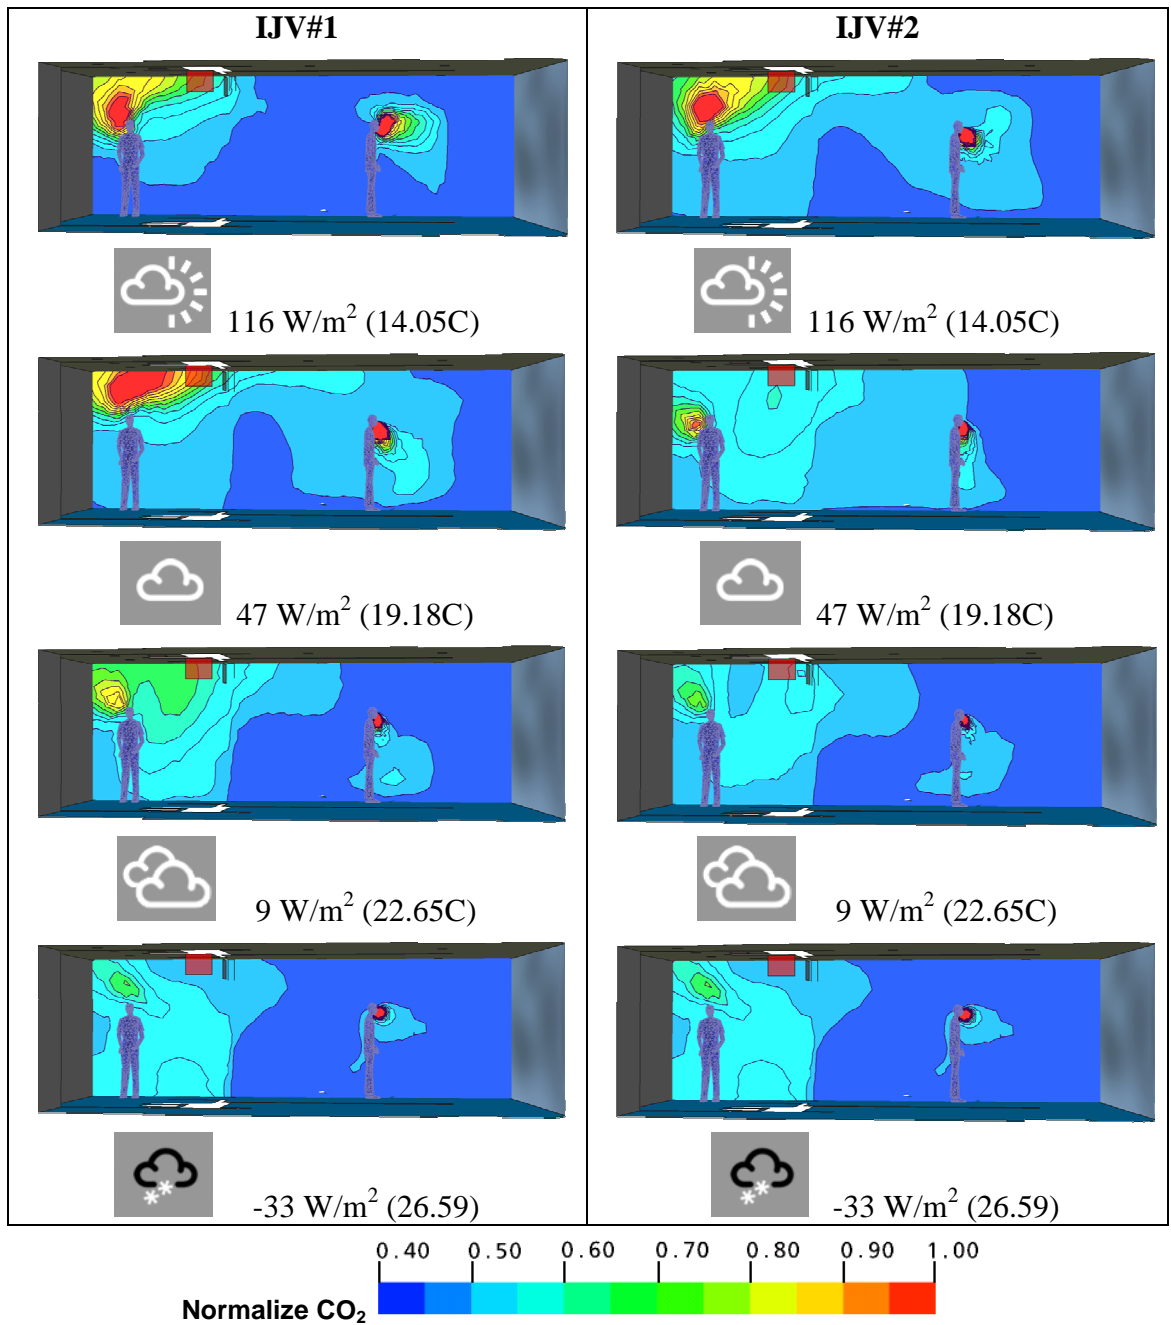 IJV#1
IJV#2
116 W/m² (14.05C)
116 W/m² (14.05C)
47 W/m² (19.18C)
47 W/m² (19.18C)
9 W/m² (22.65C)
9 W/m² (22.65C)
-33 W/m² (26.59)
-33 W/m² (26.59)
0.40 0.50 0.60 0.70 0.80 0.90 1.00
Normalize CO₂